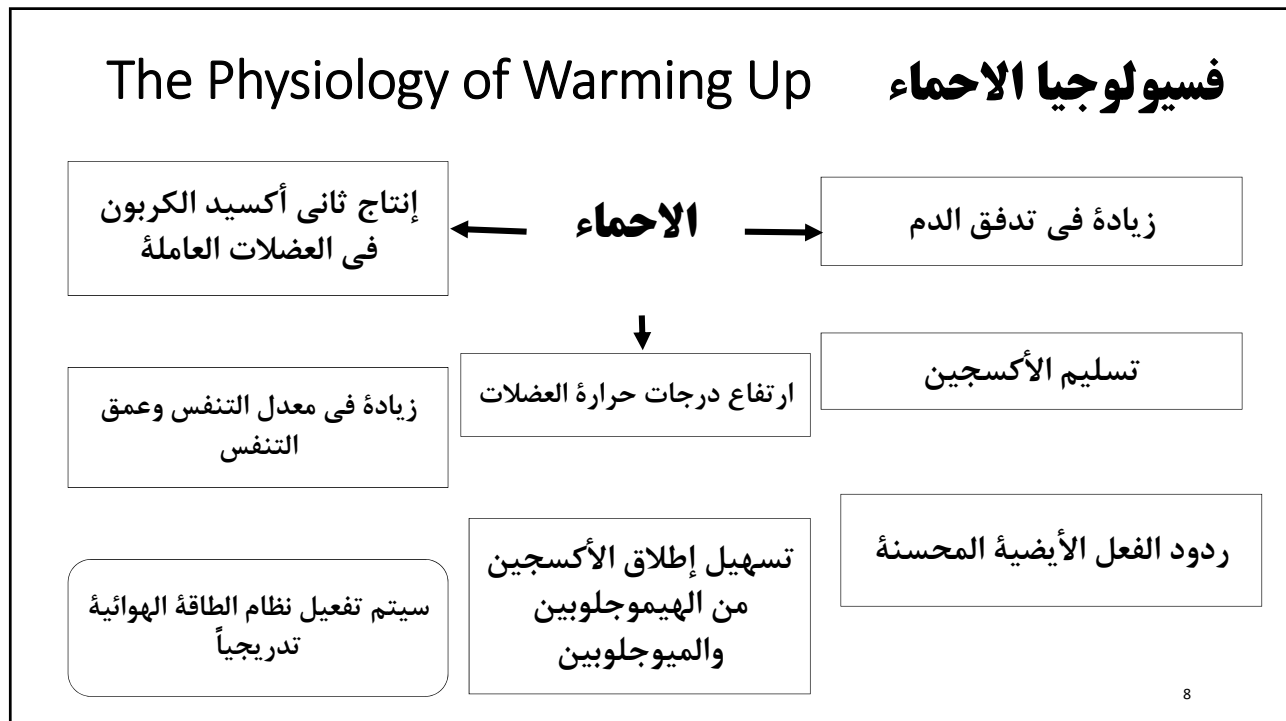 The Physiology of Warming Up فسيولوجيا الاحماء
الاحماء
زيادة فى تدفق الدم
إنتاج ثانى أكسيد الكربون
فى العضلات العاملة
تسليم الأكسجين
ارتفاع درجات حرارة العضلات
زيادة فى معدل التنفس وعمق
التنفس
ردود الفعل الأيضية المحسنة
تسهيل إطلاق الأكسجين
من الهيموجلوبين
والميوجلوبين
سيتم تفعيل نظام الطاقة الهوائية
تدريجياً
8